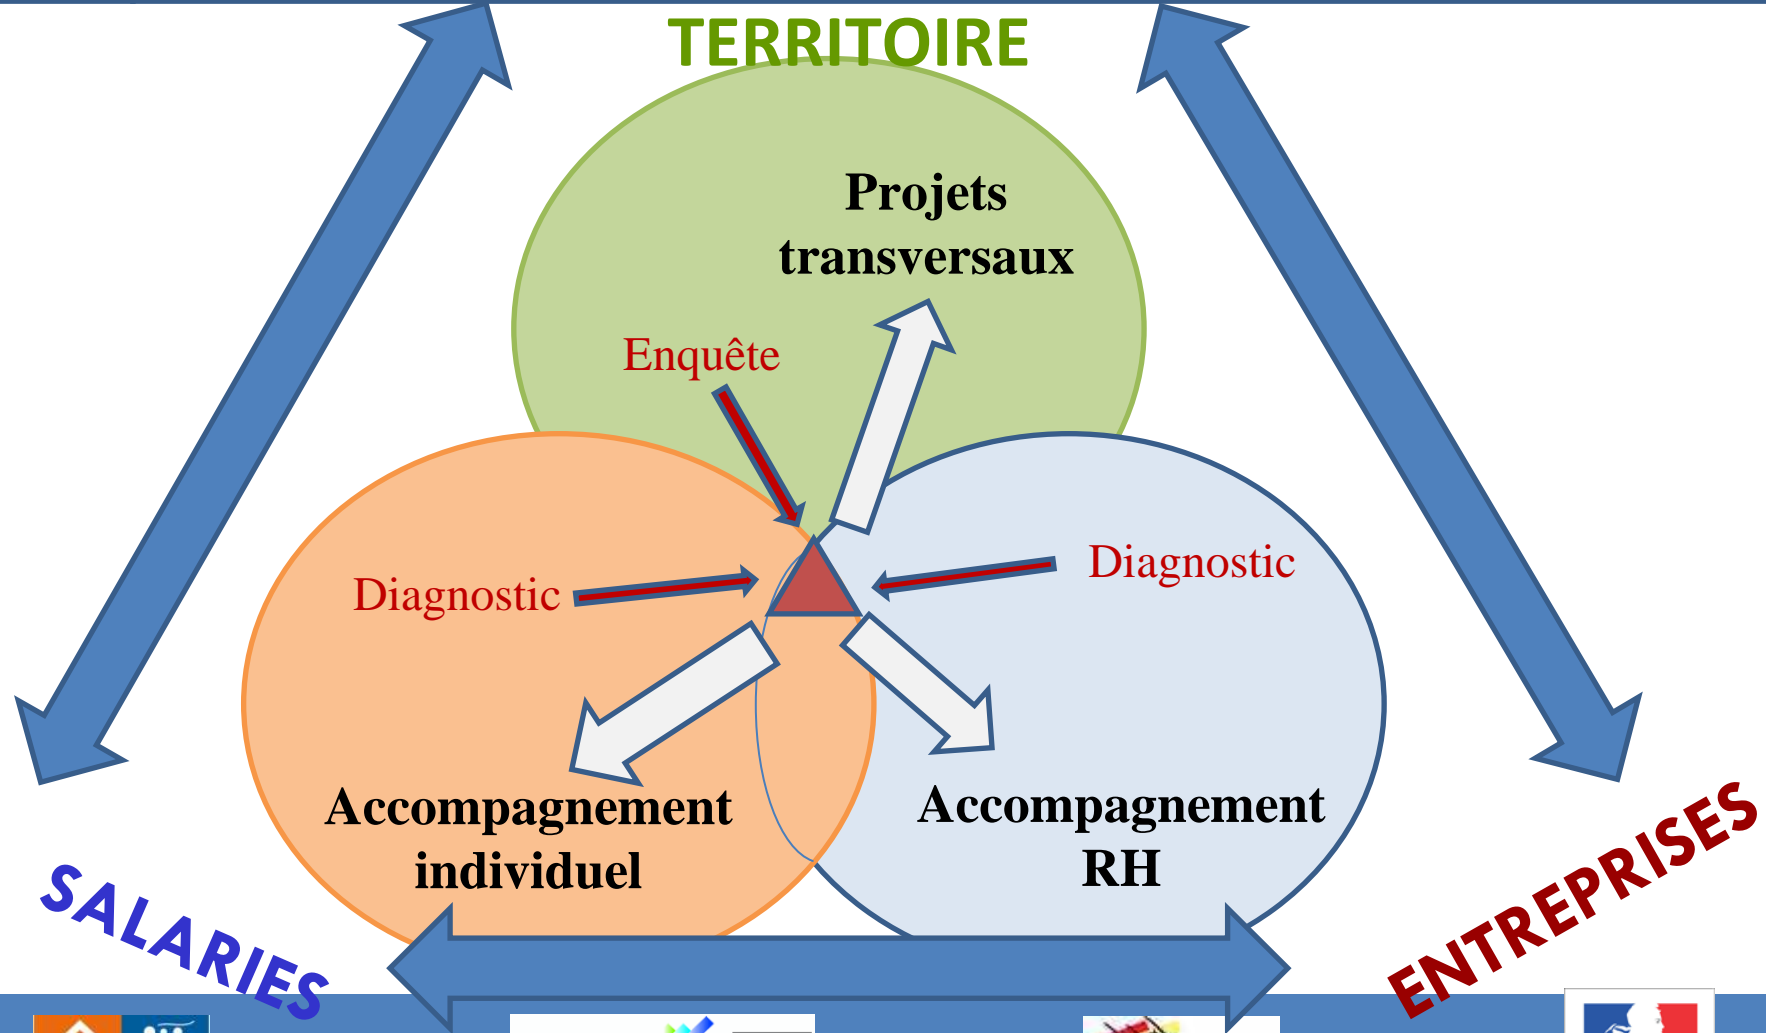 TERRITOIRE
Projets
transversaux
Enquête
Diagnostic
Diagnostic
Accompagnement
individuel
Accompagnement
RH
SALARIES
ENTREPRISES